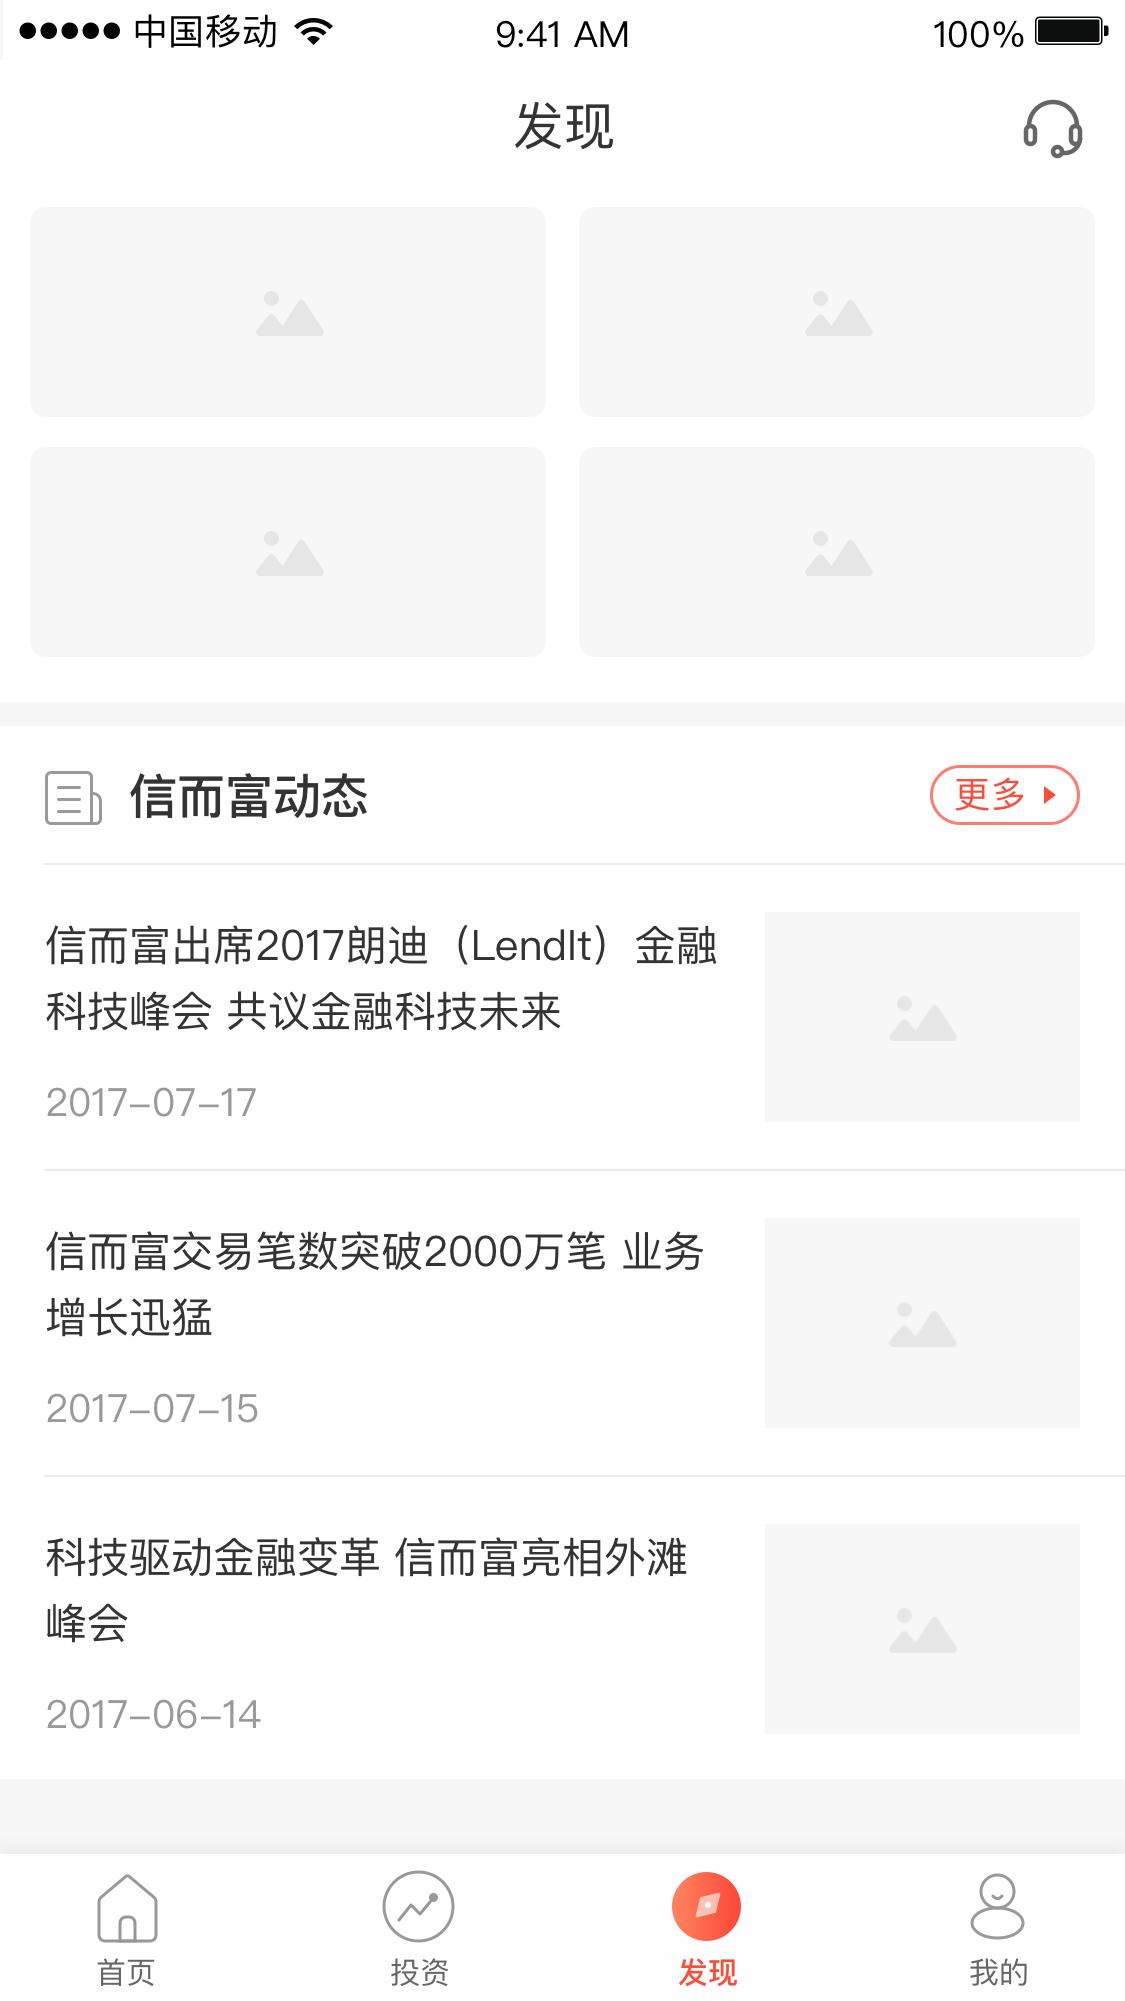 中国移动 9:41 AM 100%
发现
信而富动态 更多
信而富出席2017朗迪（LendIt）金融
科技峰会 共议金融科技未来
2017-07-17
信而富交易笔数突破2000万笔 业务
增长迅猛
2017-07-15
科技驱动金融变革 信而富亮相外滩
峰会
2017-06-14
首页 投资 发现 我的